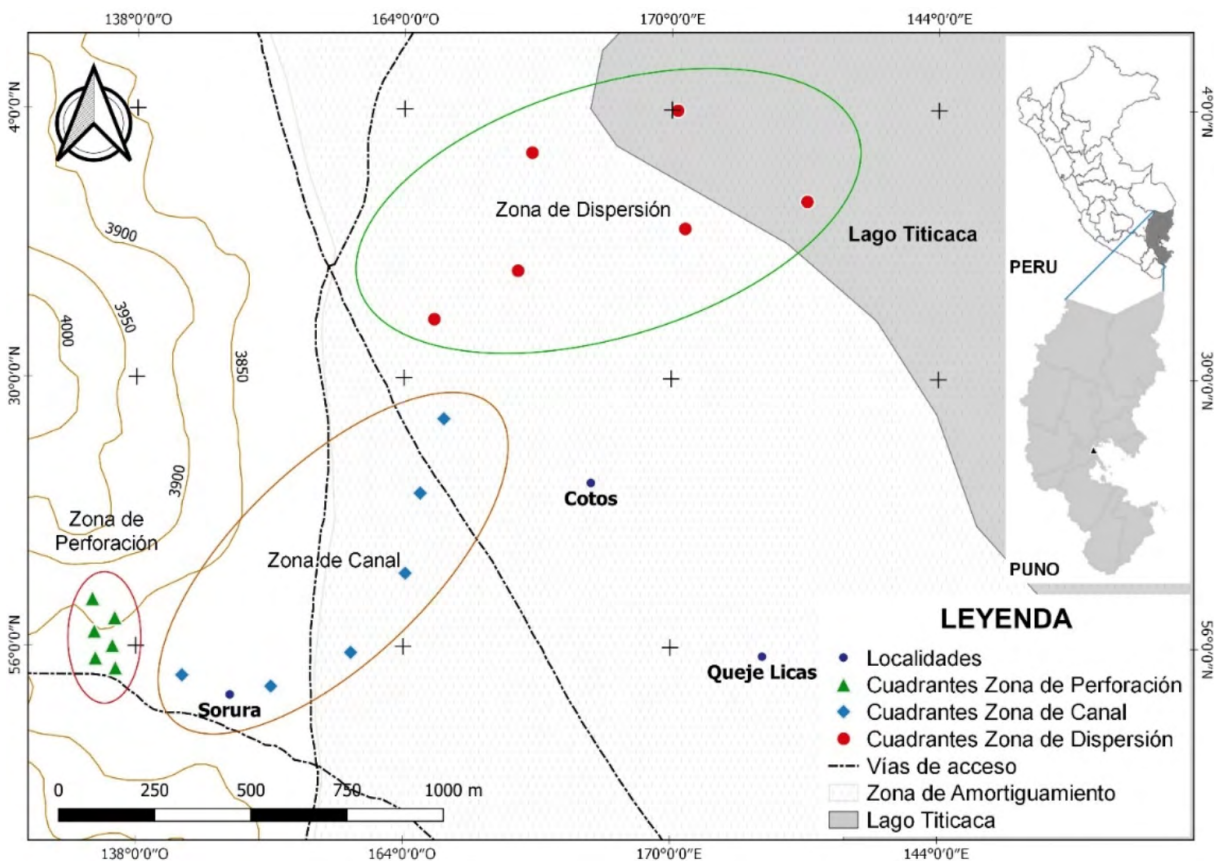 138°0'0"O
164°0'0"O
170°0'0"E
144°0'0"E
4°0'0"N
4°0'0"N
Zona de Dispersión
Lago Titicaca
3900
3950
4000
3850
PERU
30°0'0"N
30°0'0"N
3900
Cotos
Zona de
Perforación
Zona de Canal
PUNO
56°0'0"N
56°0'0"N
Queje Licas
Sorura
LEYENDA
Localidades
Cuadrantes Zona de Perforación
Cuadrantes Zona de Canal
Cuadrantes Zona de Dispersión
Vías de acceso
Zona de Amortiguamiento
Lago Titicaca
0 250 500 750 1000 m
138°0'0"O
164°0'0"O
170°0'0"E
144°0'0"E